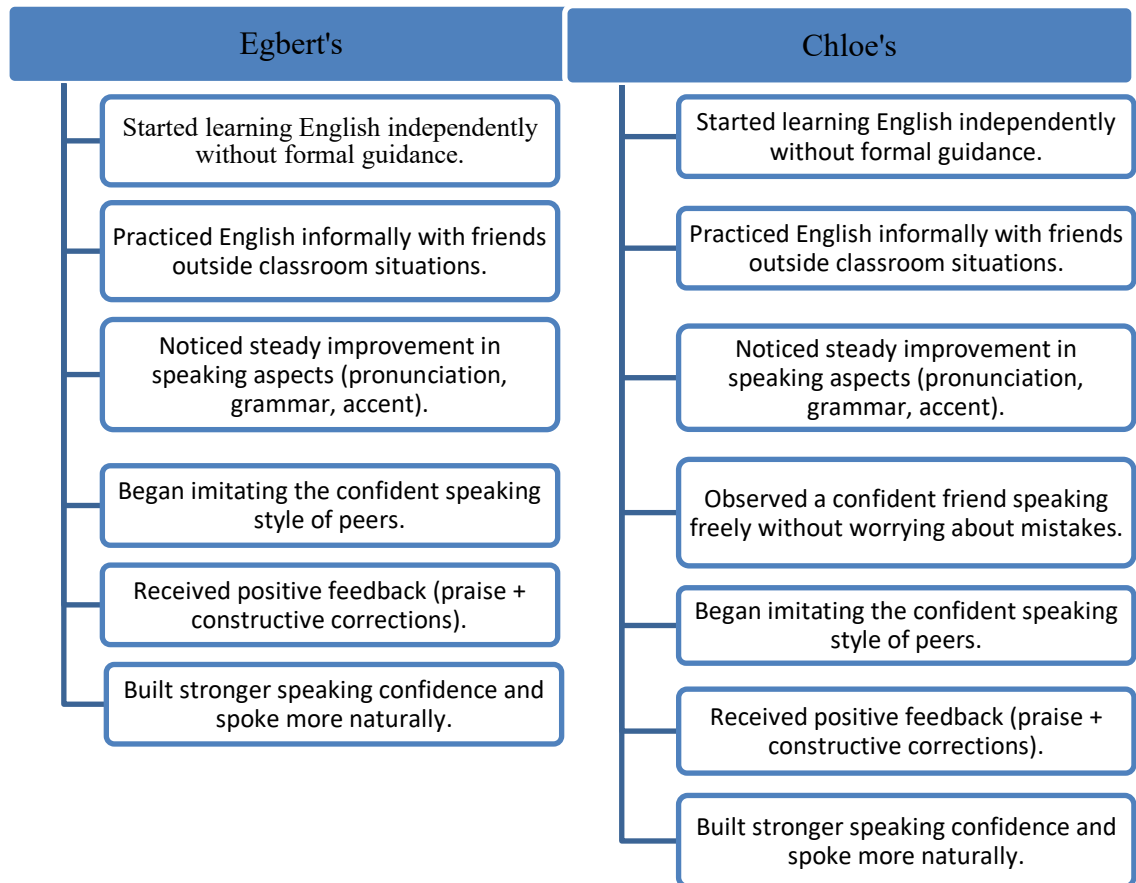 Egbert's
Started learning English independently
without formal guidance.
Practiced English informally with friends
outside classroom situations.
Noticed steady improvement in
speaking aspects (pronunciation,
grammar, accent).
Began imitating the confident speaking
style of peers.
Received positive feedback (praise +
constructive corrections).
Built stronger speaking confidence and
spoke more naturally.
Chloe's
Started learning English independently
without formal guidance.
Practiced English informally with friends
outside classroom situations.
Noticed steady improvement in
speaking aspects (pronunciation,
grammar, accent).
Observed a confident friend speaking
freely without worrying about mistakes.
Began imitating the confident speaking
style of peers.
Received positive feedback (praise +
constructive corrections).
Built stronger speaking confidence and
spoke more naturally.